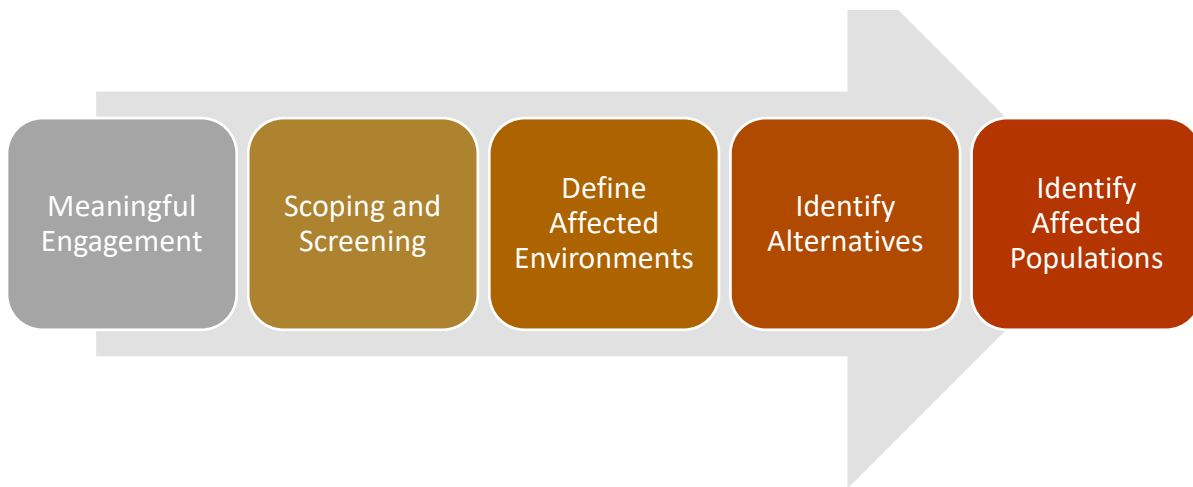 Meaningful
Engagement
Scoping and
Screening
Define
Affected
Environments
Identify
Alternatives
Identify
Affected
Populations